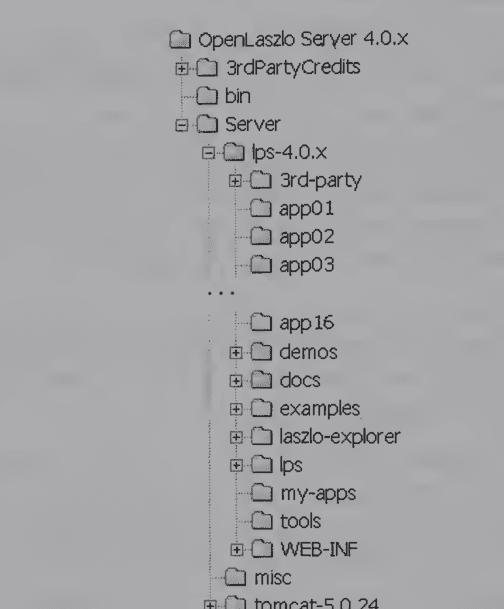 OpenLaszlo Server 4.0.x
3rdPartyCredits
bin
Server
lps-4.0.x
3rd-party
app01
app02
app03
...
app16
demos
docs
examples
laszlo-explorer
lps
my-apps
tools
WEB-INF
misc
tomcat-5.0.24